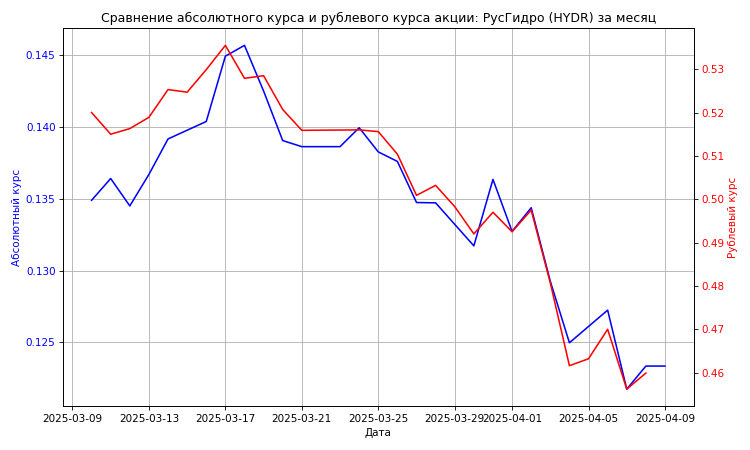 Сравнение абсолютного курса и рублевого курса акции: РусГидро (HYDR) за месяц
0.145
0.140
0.135
0.130
0.125
Абсолютный курс
0.53
0.52
0.51
0.50
0.49
0.48
0.47
0.46
Рублевый курс
2025-03-09 2025-03-13 2025-03-17 2025-03-21 2025-03-25 2025-03-29 2025-04-01 2025-04-05 2025-04-09
Дата